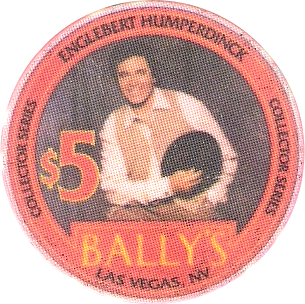 ENGLEBERT HUMPERDINCK
COLLECTOR SERIES
COLLECTOR SERIES
$5
BALLY'S
LAS VEGAS, NV